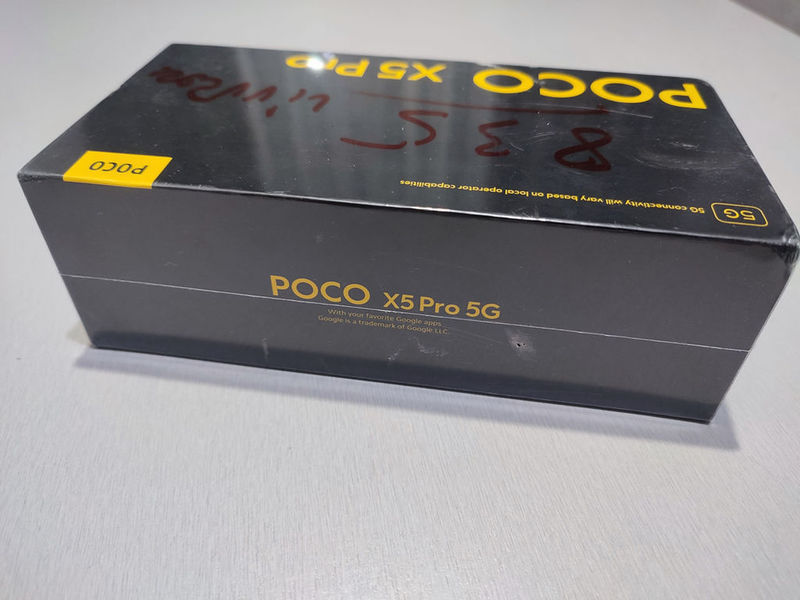 POCO X5 Pro
835
5G
5G connectivity will vary based on local operator capabilities
POCO
POCO X5 Pro 5G
With your favorite Google apps
Google is a trademark of Google LLC.